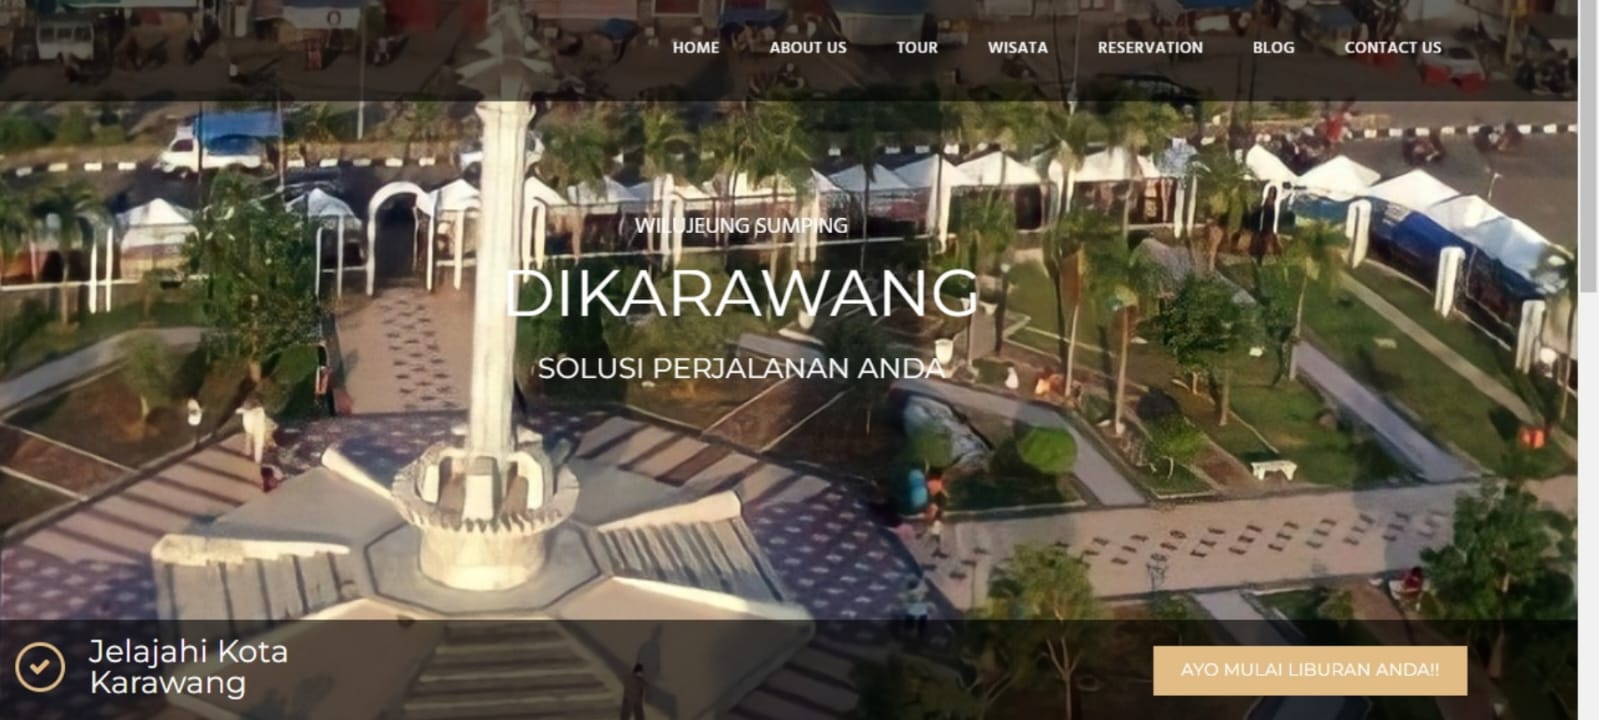 HOME ABOUT US TOUR WISATA RESERVATION BLOG CONTACT US
WILUJEUNG SUMPING
DIKARAWANG
SOLUSI PERJALANAN ANDA
Jelajahi Kota
Karawang
AYO MULAI LIBURAN ANDA!!